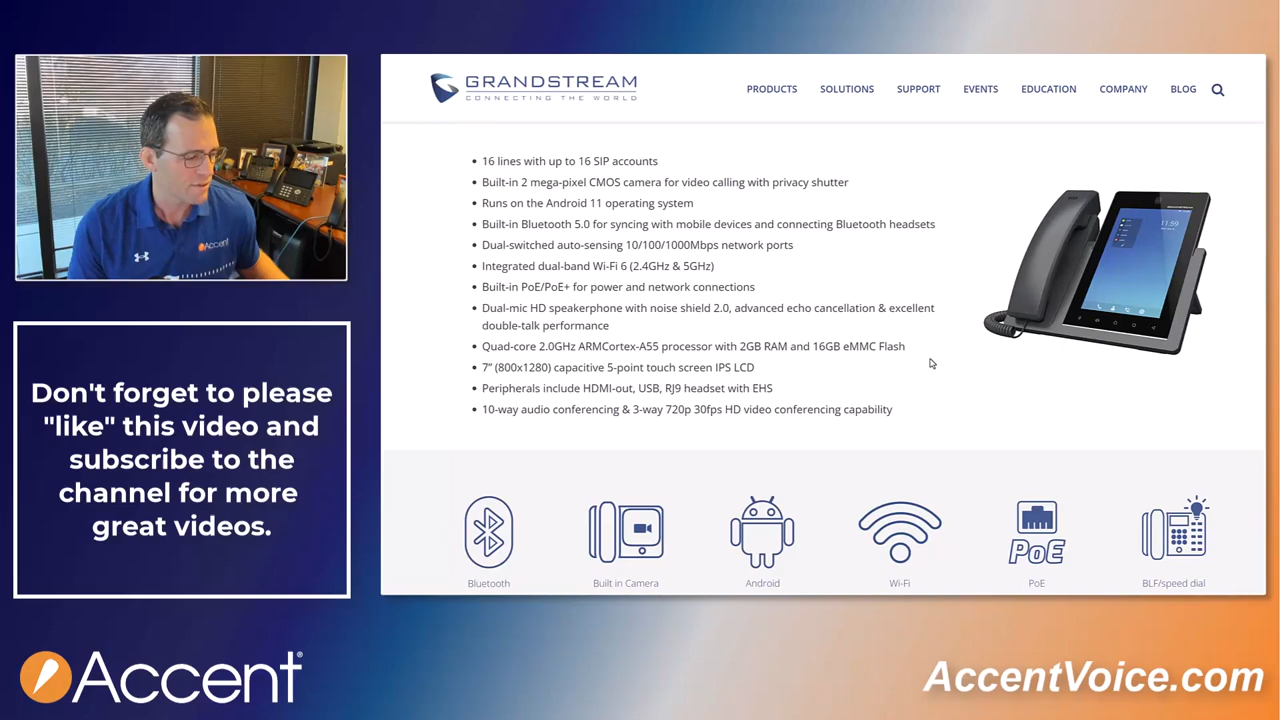 GRANDSTREAM
CONNECTING THE WORLD
PRODUCTS SOLUTIONS SUPPORT EVENTS EDUCATION COMPANY BLOG
• 16 lines with up to 16 SIP accounts
• Built-in 2 mega-pixel CMOS camera for video calling with privacy shutter
• Runs on the Android 11 operating system
• Built-in Bluetooth 5.0 for syncing with mobile devices and connecting Bluetooth headsets
• Dual-switched auto-sensing 10/100/1000Mbps network ports
• Integrated dual-band Wi-Fi 6 (2.4GHz & 5GHz)
• Built-in PoE/PoE+ for power and network connections
• Dual-mic HD speakerphone with noise shield 2.0, advanced echo cancellation & excellent
double-talk performance
• Quad-core 2.0GHz ARMCortex-A55 processor with 2GB RAM and 16GB eMMC Flash
• 7” (800x1280) capacitive 5-point touch screen IPS LCD
• Peripherals include HDMI-out, USB, RJ9 headset with EHS
• 10-way audio conferencing & 3-way 720p 30fps HD video conferencing capability
11:59
PoE
Bluetooth Built in Camera Android Wi-Fi PoE BLF/speed dial
Accent
Don't forget to please
"like" this video and
subscribe to the
channel for more
great videos.
Accent®
AccentVoice.com